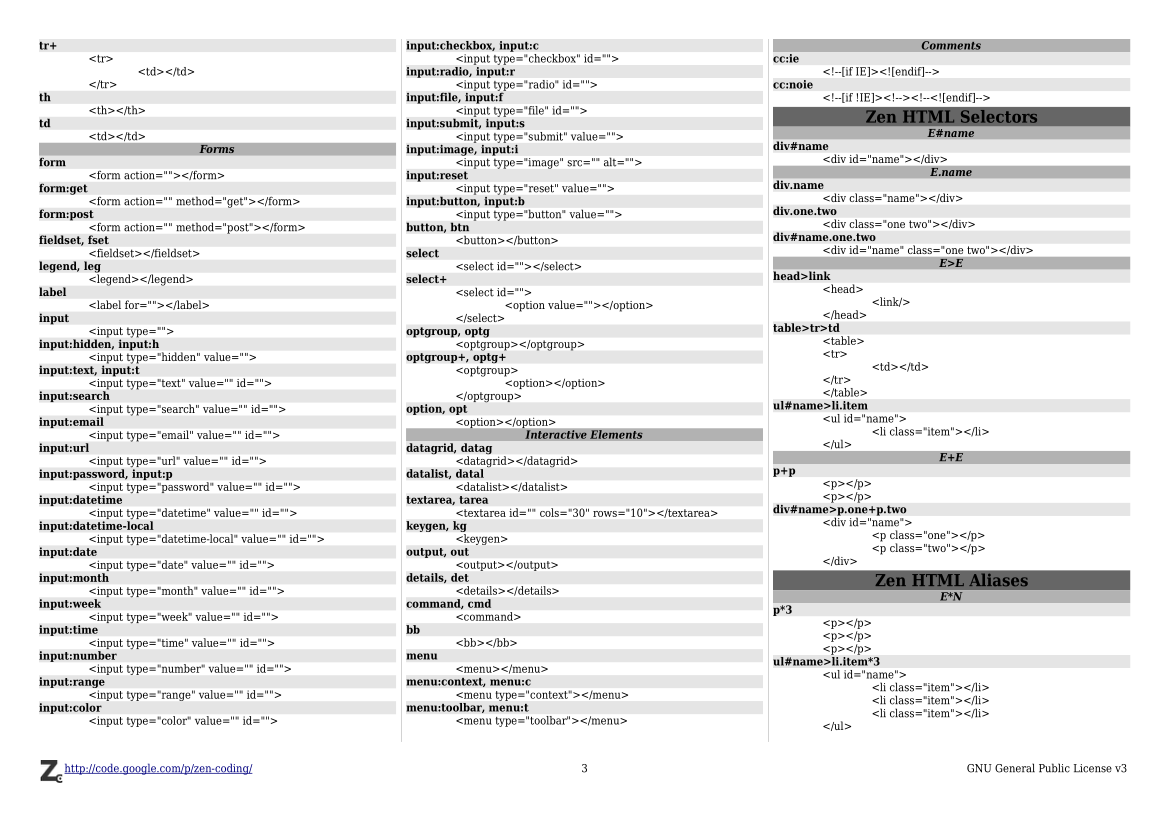 tr+
<tr>
<td></td>
</tr>
th
<th></th>
td
<td></td>
Forms
form
<form action=""></form>
form:get
<form action="" method="get"></form>
form:post
<form action="" method="post"></form>
fieldset, fset
<fieldset></fieldset>
legend, leg
<legend></legend>
label
<label for=""></label>
input
<input type="">
input:hidden, input:h
<input type="hidden" value="">
input:text, input:t
<input type="text" value="" id="">
input:search
<input type="search" value="" id="">
input:email
<input type="email" value="" id="">
input:url
<input type="url" value="" id="">
input:password, input:p
<input type="password" value="" id="">
input:datetime
<input type="datetime" value="" id="">
input:datetime-local
<input type="datetime-local" value="" id="">
input:date
<input type="date" value="" id="">
input:month
<input type="month" value="" id="">
input:week
<input type="week" value="" id="">
input:time
<input type="time" value="" id="">
input:number
<input type="number" value="" id="">
input:range
<input type="range" value="" id="">
input:color
<input type="color" value="" id="">
input:checkbox, input:c
<input type="checkbox" id="">
input:radio, input:r
<input type="radio" id="">
input:file, input:f
<input type="file" id="">
input:submit, input:s
<input type="submit" value="">
input:image, input:i
<input type="image" src="" alt="">
input:reset
<input type="reset" value="">
input:button, input:b
<input type="button" value="">
button, btn
<button></button>
select
<select id=""></select>
select+
<select id="">
<option value=""></option>
</select>
optgroup, optg
<optgroup></optgroup>
optgroup+, optg+
<optgroup>
<option></option>
</optgroup>
option, opt
<option></option>
Interactive Elements
datagrid, datag
<datagrid></datagrid>
datalist, datal
<datalist></datalist>
textarea, tarea
<textarea id="" cols="30" rows="10"></textarea>
keygen, kg
<keygen>
output, out
<output></output>
details, det
<details></details>
command, cmd
<command>
bb
<bb></bb>
menu
<menu></menu>
menu:context, menu:c
<menu type="context"></menu>
menu:toolbar, menu:t
<menu type="toolbar"></menu>
Comments
cc:ie
<!--[if IE]><![endif]-->
cc:noie
<!--[if !IE]><!--><!--<![endif]-->
Zen HTML Selectors
E#name
div#name
<div id="name"></div>
E.name
div.name
<div class="name"></div>
div.one.two
<div class="one two"></div>
div#name.one.two
<div id="name" class="one two"></div>
E>E
head>link
<head>
<link/>
</head>
table>tr>td
<table>
<tr>
<td></td>
</tr>
</table>
ul#name>li.item
<ul id="name">
<li class="item"></li>
</ul>
E+E
p+p
<p></p>
<p></p>
div#name>p.one+p.two
<div id="name">
<p class="one"></p>
<p class="two"></p>
</div>
Zen HTML Aliases
E*N
p*3
<p></p>
<p></p>
<p></p>
ul#name>li.item*3
<ul id="name">
<li class="item"></li>
<li class="item"></li>
<li class="item"></li>
</ul>
Zc http://code.google.com/p/zen-coding/
3
GNU General Public License v3